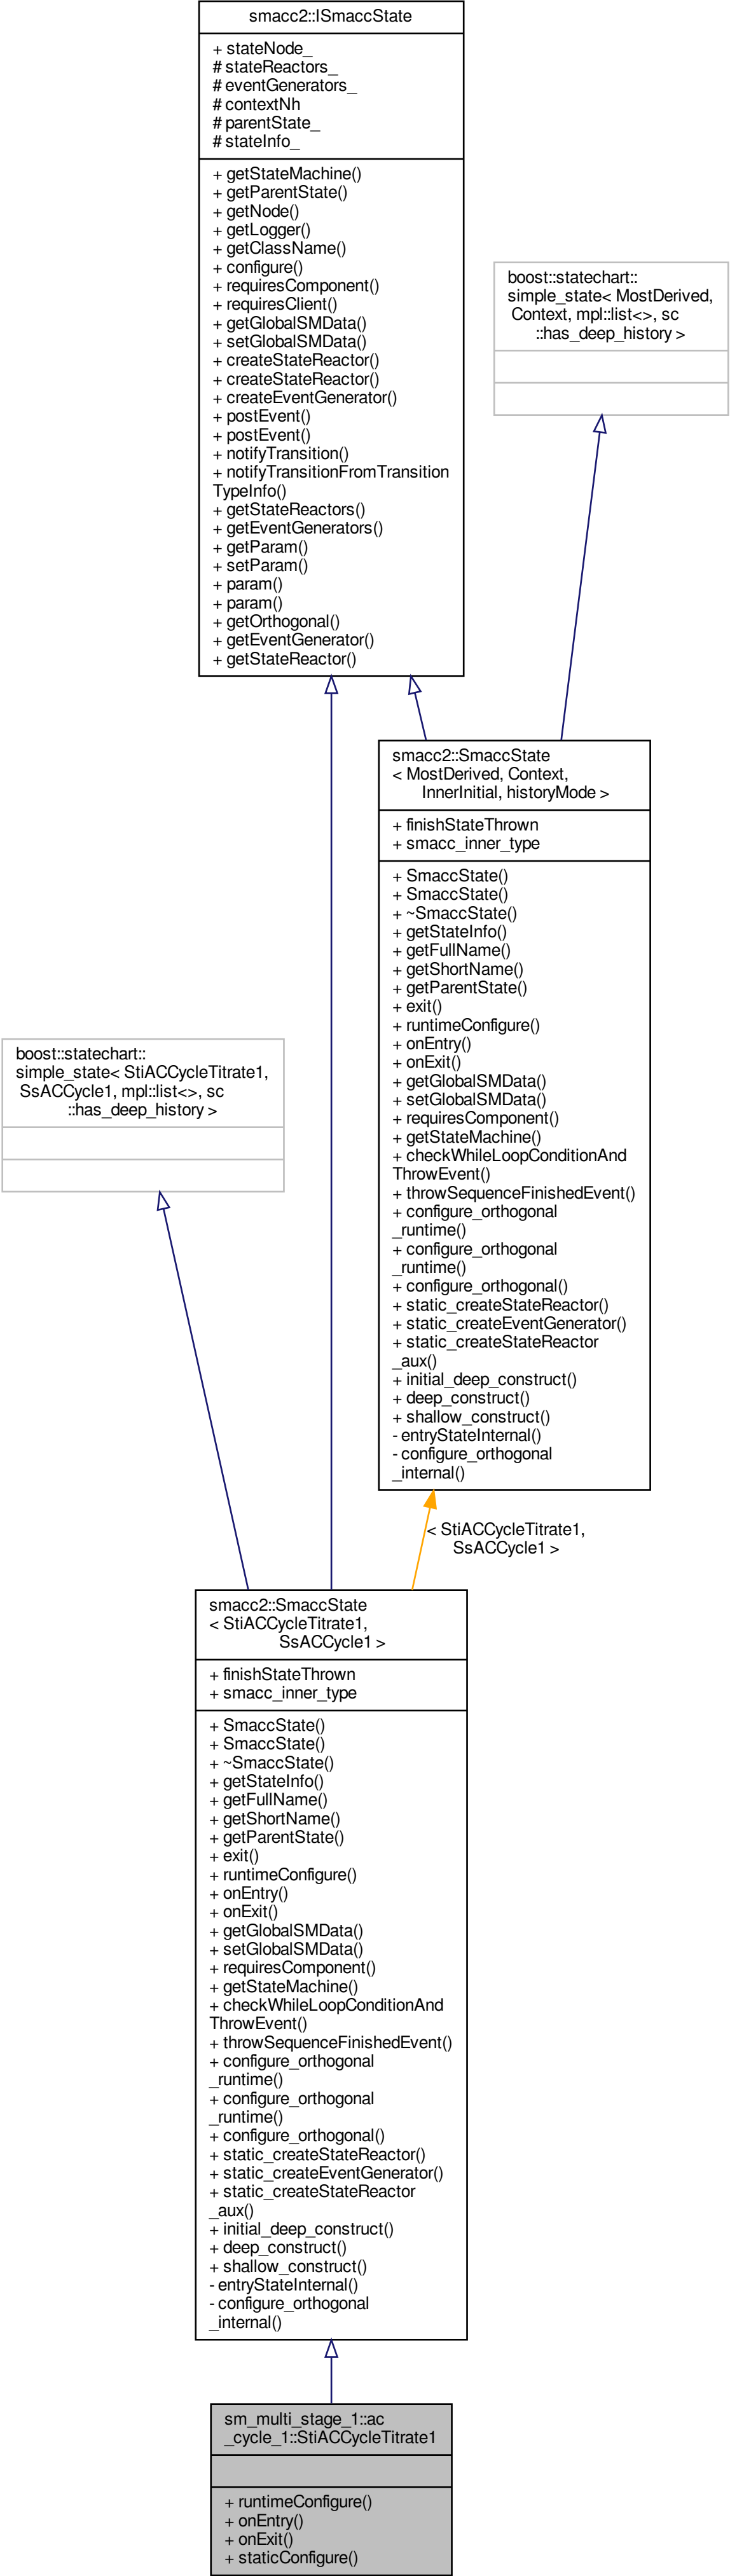 smacc2::ISmaccState
+ stateNode_
# stateReactors_
# eventGenerators_
# contextNh
# parentState_
# stateInfo_
+ getStateMachine()
+ getParentState()
+ getNode()
+ getLogger()
+ getClassName()
+ configure()
+ requiresComponent()
+ requiresClient()
+ getGlobalSMData()
+ setGlobalSMData()
+ createStateReactor()
+ createStateReactor()
+ createEventGenerator()
+ postEvent()
+ postEvent()
+ notifyTransition()
+ notifyTransitionFromTransition
TypeInfo()
+ getStateReactors()
+ getEventGenerators()
+ getParam()
+ setParam()
+ param()
+ param()
+ getOrthogonal()
+ getEventGenerator()
+ getStateReactor()
boost::statechart::
simple_state< MostDerived,
Context, mpl::list<>, sc
::has_deep_history >
smacc2::SmaccState
< MostDerived, Context,
InnerInitial, historyMode >
+ finishStateThrown
+ smacc_inner_type
+ SmaccState()
+ SmaccState()
+ ~SmaccState()
+ getStateInfo()
+ getFullName()
+ getShortName()
+ getParentState()
+ exit()
+ runtimeConfigure()
+ onEntry()
+ onExit()
+ getGlobalSMData()
+ setGlobalSMData()
+ requiresComponent()
+ getStateMachine()
+ checkWhileLoopConditionAnd
ThrowEvent()
+ throwSequenceFinishedEvent()
+ configure_orthogonal
_runtime()
+ configure_orthogonal
_runtime()
+ configure_orthogonal()
+ static_createStateReactor()
+ static_createEventGenerator()
+ static_createStateReactor
_aux()
+ initial_deep_construct()
+ deep_construct()
+ shallow_construct()
- entryStateInternal()
- configure_orthogonal
_internal()
boost::statechart::
simple_state< StiACCycleTitrate1,
SsACCycle1, mpl::list<>, sc
::has_deep_history >
< StiACCycleTitrate1,
SsACCycle1 >
smacc2::SmaccState
< StiACCycleTitrate1,
SsACCycle1 >
+ finishStateThrown
+ smacc_inner_type
+ SmaccState()
+ SmaccState()
+ ~SmaccState()
+ getStateInfo()
+ getFullName()
+ getShortName()
+ getParentState()
+ exit()
+ runtimeConfigure()
+ onEntry()
+ onExit()
+ getGlobalSMData()
+ setGlobalSMData()
+ requiresComponent()
+ getStateMachine()
+ checkWhileLoopConditionAnd
ThrowEvent()
+ throwSequenceFinishedEvent()
+ configure_orthogonal
_runtime()
+ configure_orthogonal
_runtime()
+ configure_orthogonal()
+ static_createStateReactor()
+ static_createEventGenerator()
+ static_createStateReactor
_aux()
+ initial_deep_construct()
+ deep_construct()
+ shallow_construct()
- entryStateInternal()
- configure_orthogonal
_internal()
sm_multi_stage_1::ac
_cycle_1::StiACCycleTitrate1
+ runtimeConfigure()
+ onEntry()
+ onExit()
+ staticConfigure()